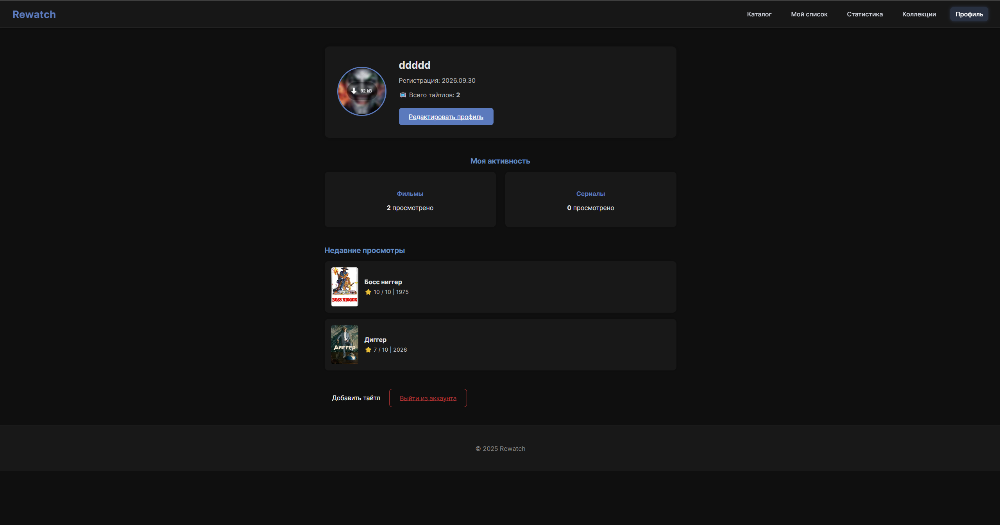 Rewatch
Каталог
Мой список
Статистика
Коллекции
Профиль
92 kB
ddddd
Регистрация: 2026.09.30
Всего тайтлов: 2
Редактировать профиль
Моя активность
Фильмы
2 просмотрено
Сериалы
0 просмотрено
Недавние просмотры
BOSS NIGGER
Босс ниггер
10 / 10 | 1975
ДИГГЕР
Диггер
7 / 10 | 2026
Добавить тайтл
Выйти из аккаунта
© 2025 Rewatch